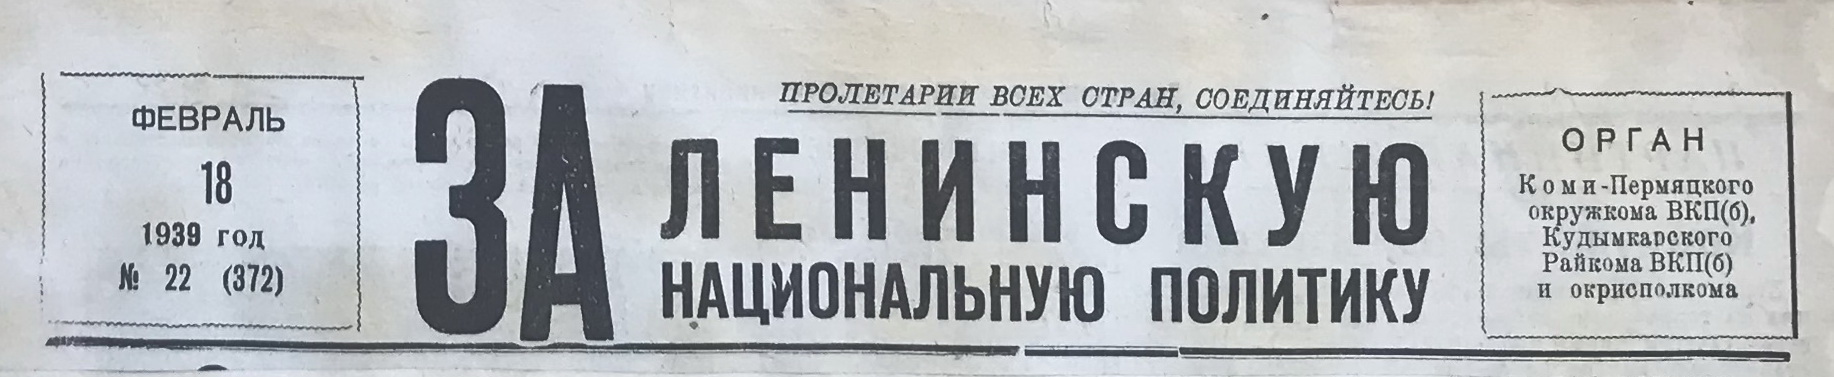 ФЕВРАЛЬ
18
1939 год
№ 22 (372)
ПРОЛЕТАРИИ ВСЕХ СТРАН, СОЕДИНЯЙТЕСЬ!
ЗА
ЛЕНИНСКУЮ
НАЦИОНАЛЬНУЮ ПОЛИТИКУ
ОРГАН
Коми-Пермяцкого
окружкома ВКП(б),
Кудымкарского
Райкома ВКП(б)
и окрисполкома